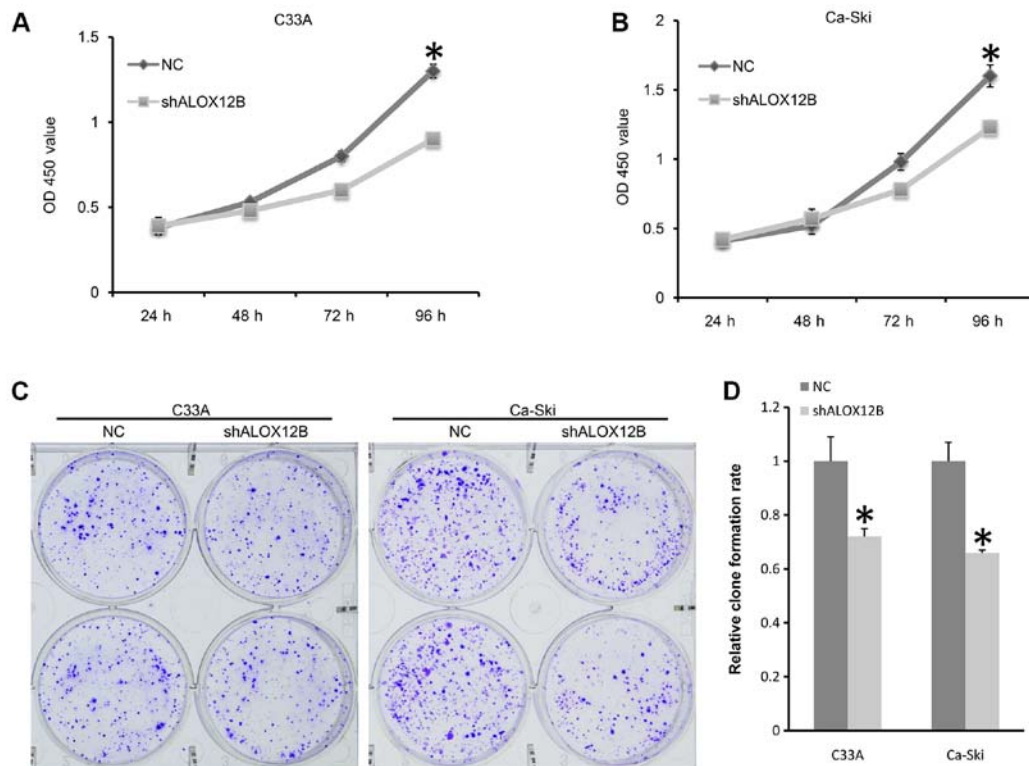 A
C33A
1.5
1
0.5
0
OD 450 value
NC
shALOX12B
*
24 h 48 h 72 h 96 h
B
Ca-Ski
2
1.5
1
0.5
0
OD 450 value
NC
shALOX12B
*
24 h 48 h 72 h 96 h
C
C33A Ca-Ski
NC shALOX12B NC shALOX12B
D
NC
shALOX12B
1.2
1
0.8
0.6
0.4
0.2
0
Relative clone formation rate
* *
C33A Ca-Ski